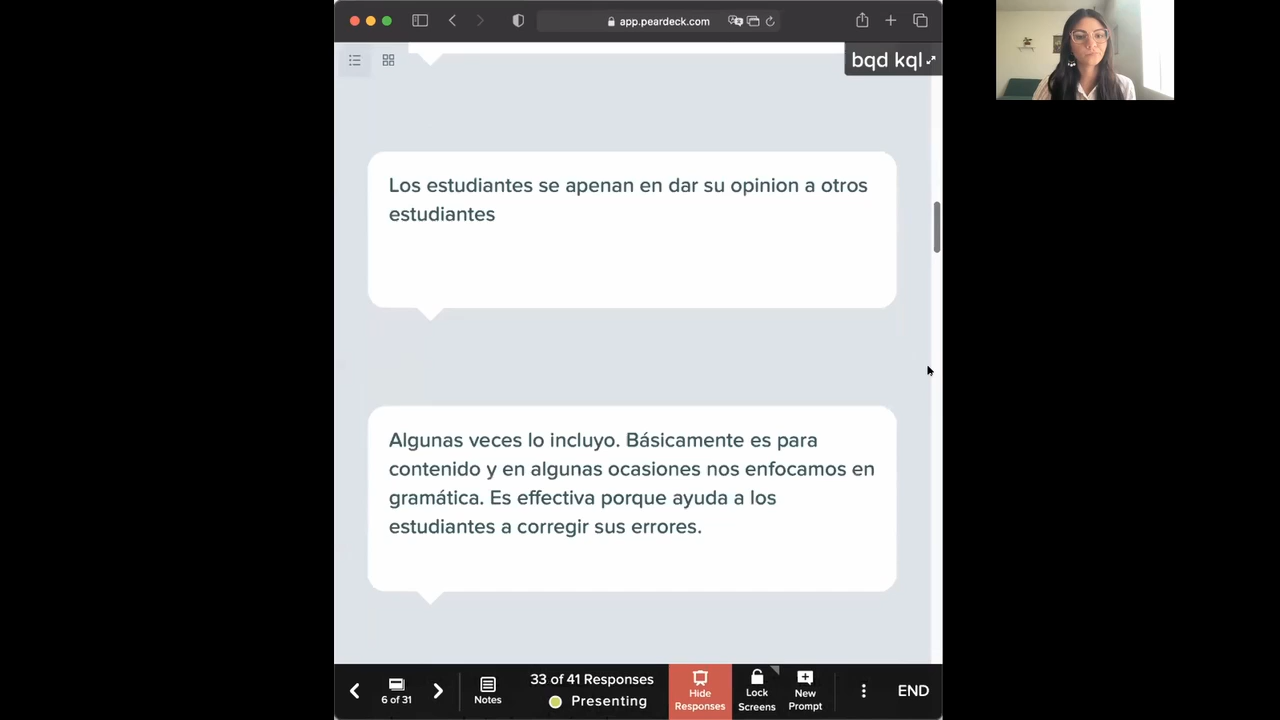 app.peardeck.com
bqd kql
Los estudiantes se apenan en dar su opinion a otros
estudiantes
Algunas veces lo incluyo. Básicamente es para
contenido y en algunas ocasiones nos enfocamos en
gramática. Es effectiva porque ayuda a los
estudiantes a corregir sus errores.
6 of 31
Notes
33 of 41 Responses
Presenting
Hide
Responses
Lock
Screens
New
Prompt
END